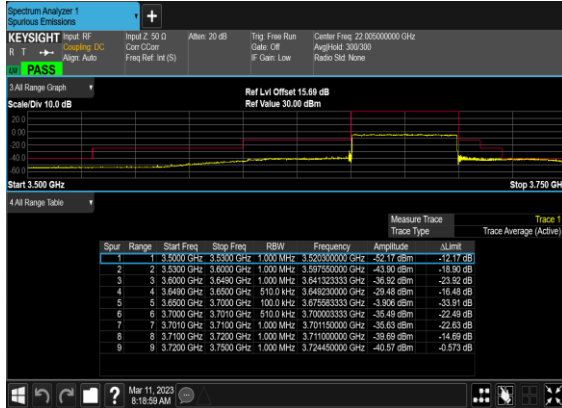 Spectrum Analyzer 1
Spurious Emissions
KEYSIGHT Input: RF Input Z: 50 Ω Atten: 20 dB Trig: Free Run Center Freq: 22.005000000 GHz
R T Coupling: DC Corr CCorr Gate: Off Avg|Hold: 300/300
Align: Auto Freq Ref: Int (S) IF Gain: Low Radio Std: None
PASS
3 All Range Graph Ref Lvl Offset 15.69 dB
Scale/Div 10.0 dB Ref Value 30.00 dBm
20.0
0.00
-20.0
-40.0
-60.0
Start 3.500 GHz Stop 3.750 GH
4 All Range Table
Measure Trace Trace 1
Trace Type Trace Average (Active)
Spur Range Start Freq Stop Freq RBW Frequency Amplitude ΔLimit
1 1 3.5000 GHz 3.5300 GHz 1.000 MHz 3.520300000 GHz -52.17 dBm -12.17 dB
2 2 3.5300 GHz 3.6000 GHz 1.000 MHz 3.597550000 GHz -43.90 dBm -18.90 dB
3 3 3.6000 GHz 3.6490 GHz 1.000 MHz 3.641323333 GHz -36.92 dBm -23.92 dB
4 4 3.6490 GHz 3.6500 GHz 510.0 kHz 3.649230000 GHz -29.48 dBm -16.48 dB
5 5 3.6500 GHz 3.7000 GHz 100.0 kHz 3.675583333 GHz -3.906 dBm -33.91 dB
6 6 3.7000 GHz 3.7010 GHz 510.0 kHz 3.700003333 GHz -35.49 dBm -22.49 dB
7 7 3.7010 GHz 3.7100 GHz 1.000 MHz 3.701150000 GHz -35.63 dBm -22.63 dB
8 8 3.7100 GHz 3.7200 GHz 1.000 MHz 3.711000000 GHz -39.69 dBm -14.69 dB
9 9 3.7200 GHz 3.7500 GHz 1.000 MHz 3.724450000 GHz -40.57 dBm -0.573 dB
? Mar 11, 2023
8:18:59 AM